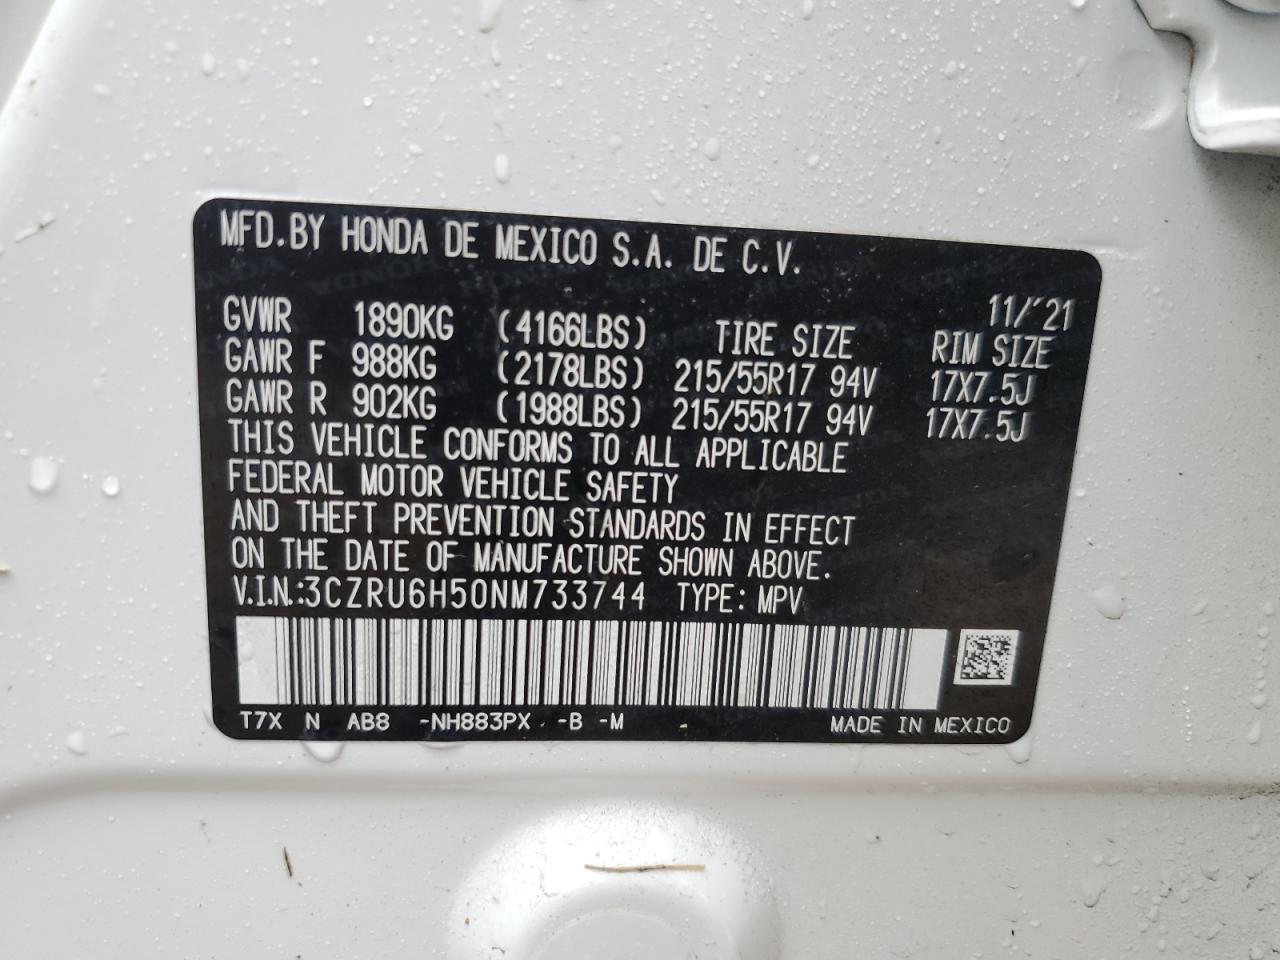 MFD.BY HONDA DE MEXICO S.A. DE C.V.
11/'21
GVWR 1890KG (4166LBS) TIRE SIZE RIM SIZE
GAWR F 988KG (2178LBS) 215/55R17 94V 17X7.5J
GAWR R 902KG (1988LBS) 215/55R17 94V 17X7.5J
THIS VEHICLE CONFORMS TO ALL APPLICABLE
FEDERAL MOTOR VEHICLE SAFETY
AND THEFT PREVENTION STANDARDS IN EFFECT
ON THE DATE OF MANUFACTURE SHOWN ABOVE.
V.I.N.:3CZRU6H50NM733744 TYPE: MPV
T7X N AB8 -NH883PX -B -M - MADE IN MEXICO